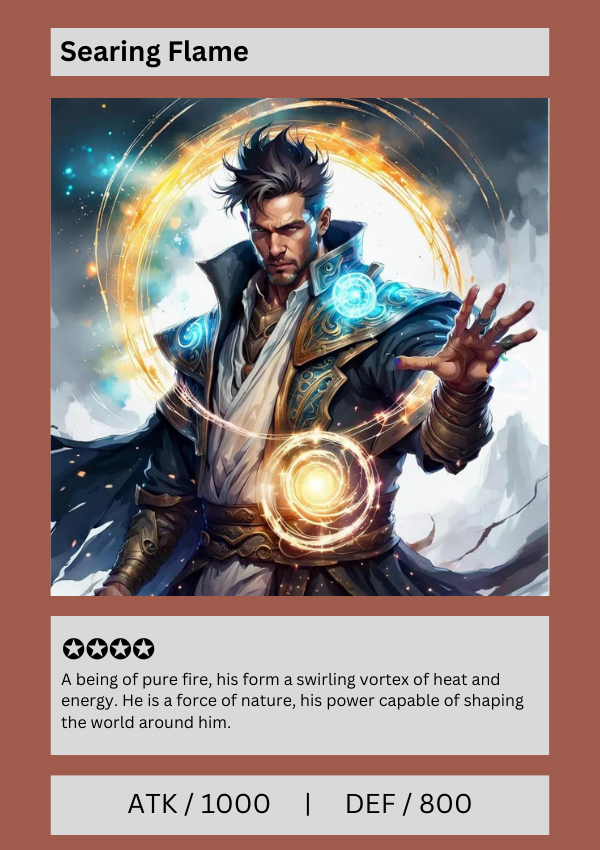 Searing Flame
✪✪✪✪
A being of pure fire, his form a swirling vortex of heat and
energy. He is a force of nature, his power capable of shaping
the world around him.
ATK / 1000 | DEF / 800